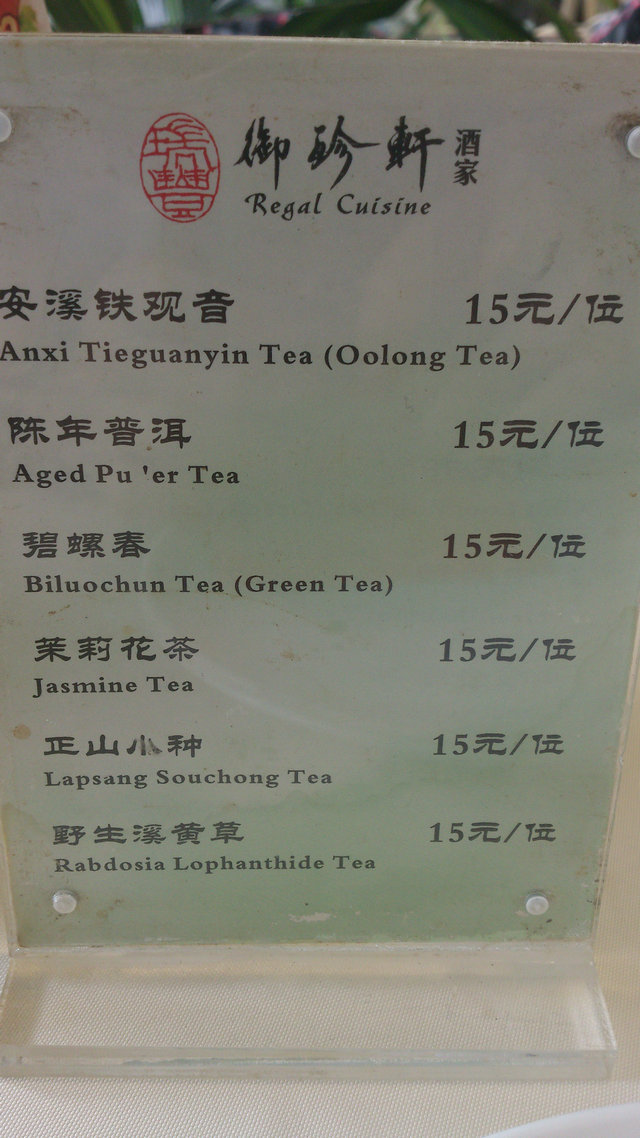 瑞豐
御珍軒 酒家
Regal Cuisine
安溪铁观音 15元/位
Anxi Tieguanyin Tea (Oolong Tea)
陈年普洱 15元/位
Aged Pu 'er Tea
碧螺春 15元/位
Biluochun Tea (Green Tea)
茉莉花茶 15元/位
Jasmine Tea
正山小种 15元/位
Lapsang Souchong Tea
野生溪黄草 15元/位
Rabdosia Lophanthide Tea